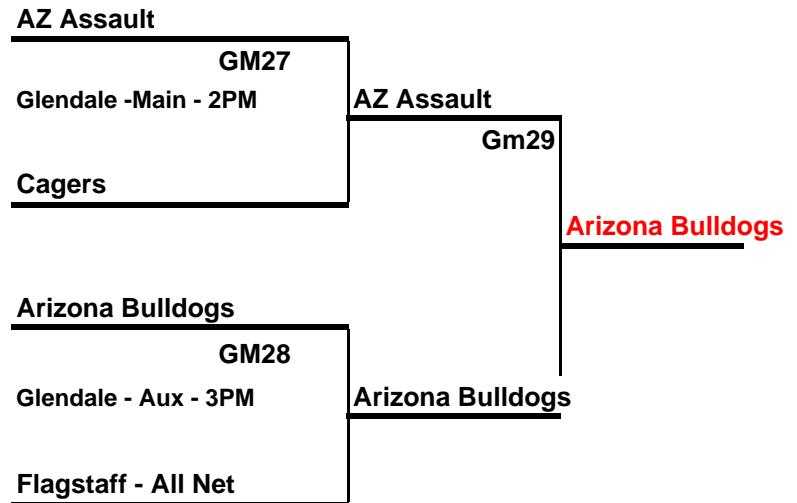 AZ Assault
GM27
Glendale -Main - 2PM
AZ Assault
Gm29
Cagers
Arizona Bulldogs
Arizona Bulldogs
GM28
Glendale - Aux - 3PM
Arizona Bulldogs
Flagstaff - All Net